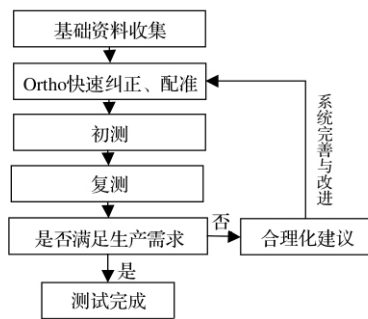 基础资料收集
Ortho快速纠正、配准
初测
复测
是否满足生产需求
否
合理化建议
系统完善与改进
是
测试完成